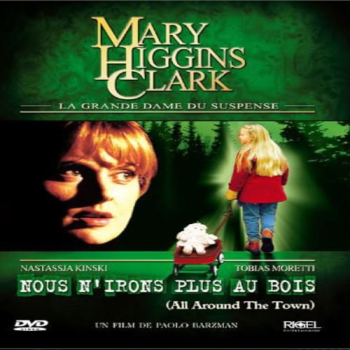 MARY
HIGGINS
CLARK
LA GRANDE DAME DU SUSPENSE
NASTASSJA KINSKI TOBIAS MORETTI
NOUS N'IRONS PLUS AU BOIS
(All Around The Town)
DVD UN FILM DE PAOLO BARZMAN RIGEL